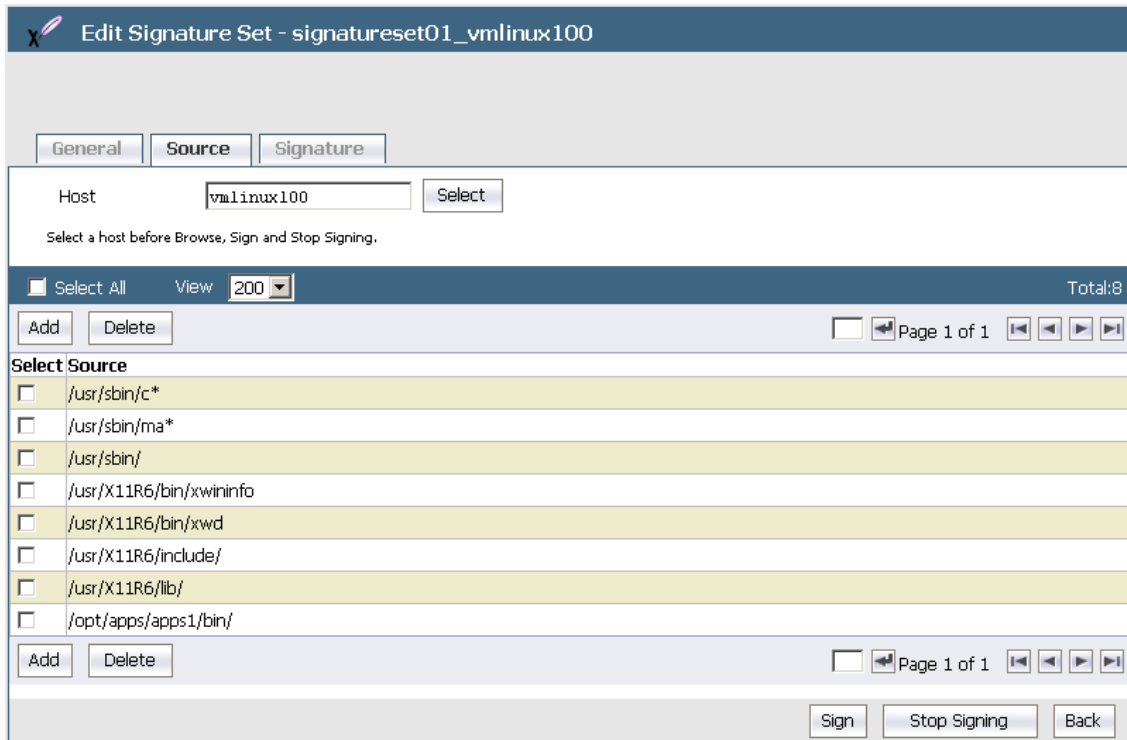 Edit Signature Set - signatureset01_vmlinux100
General Source Signature
Host vmlinux100 Select
Select a host before Browse, Sign and Stop Signing.
Select All View 200 Total:8
Add Delete Page 1 of 1
Select Source
/usr/sbin/c*
/usr/sbin/ma*
/usr/sbin/
/usr/X11R6/bin/xwininfo
/usr/X11R6/bin/xwd
/usr/X11R6/include/
/usr/X11R6/lib/
/opt/apps/apps1/bin/
Add Delete Page 1 of 1
Sign Stop Signing Back